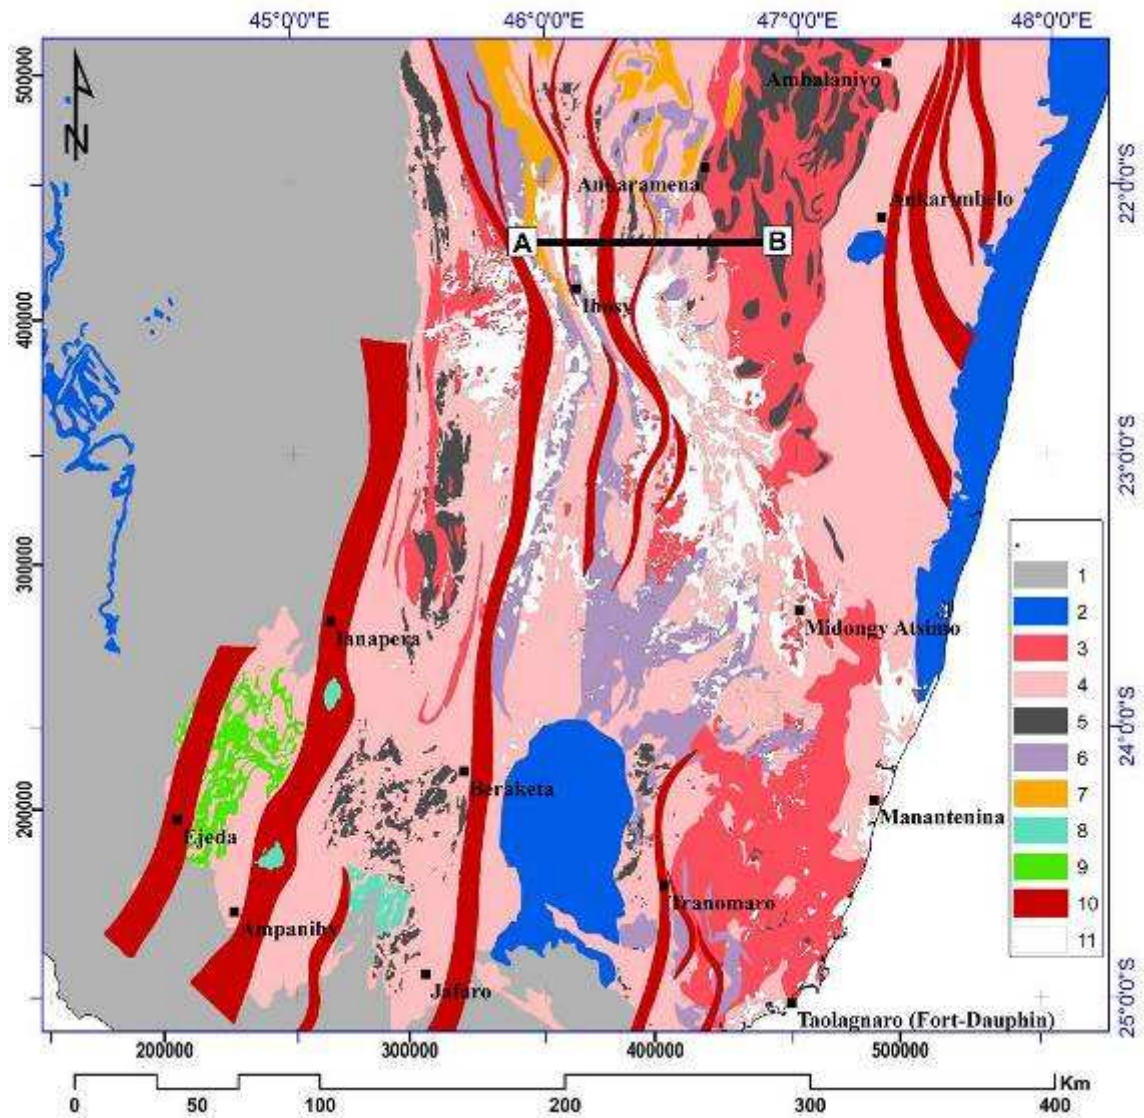 45°0'0"E 46°0'0"E 47°0'0"E 48°0'0"E
500000
400000
300000
200000
N
Ambalanivo
Ankaramena
Ankarimbelo
A
B
Ihosy
22°0'0"S
23°0'0"S
24°0'0"S
25°0'0"S
Ianapera
Midongy Atsimo
Beraketa
Ejeda
Manantenina
Ampanihy
Tranomaro
Jafaro
Taolagnaro (Fort-Dauphin)
1
2
3
4
5
6
7
8
9
10
11
200000 300000 400000 500000
Km
0 50 100 200 300 400